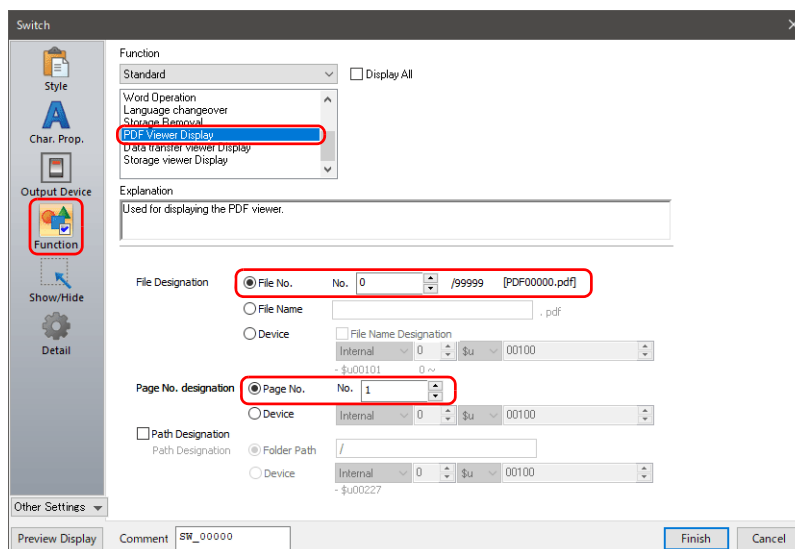 Switch
Style
Char. Prop.
Output Device
Function
Show/Hide
Detail
Other Settings
Function
Standard
Display All
Word Operation
Language changeover
Storage Removal
PDF Viewer Display
Data transfer viewer Display
Storage viewer Display
Explanation
Used for displaying the PDF viewer.
File Designation File No. No. 0 /99999 [PDF00000.pdf]
File Name . pdf
Device File Name Designation
Internal 0 $u 00100
- $u00101 0 ~
Page No. designation Page No. No. 1
Device Internal 0 $u 00100
Path Designation
Path Designation Folder Path /
Device Internal 0 $u 00100
- $u00227
Preview Display Comment SW_00000 Finish Cancel